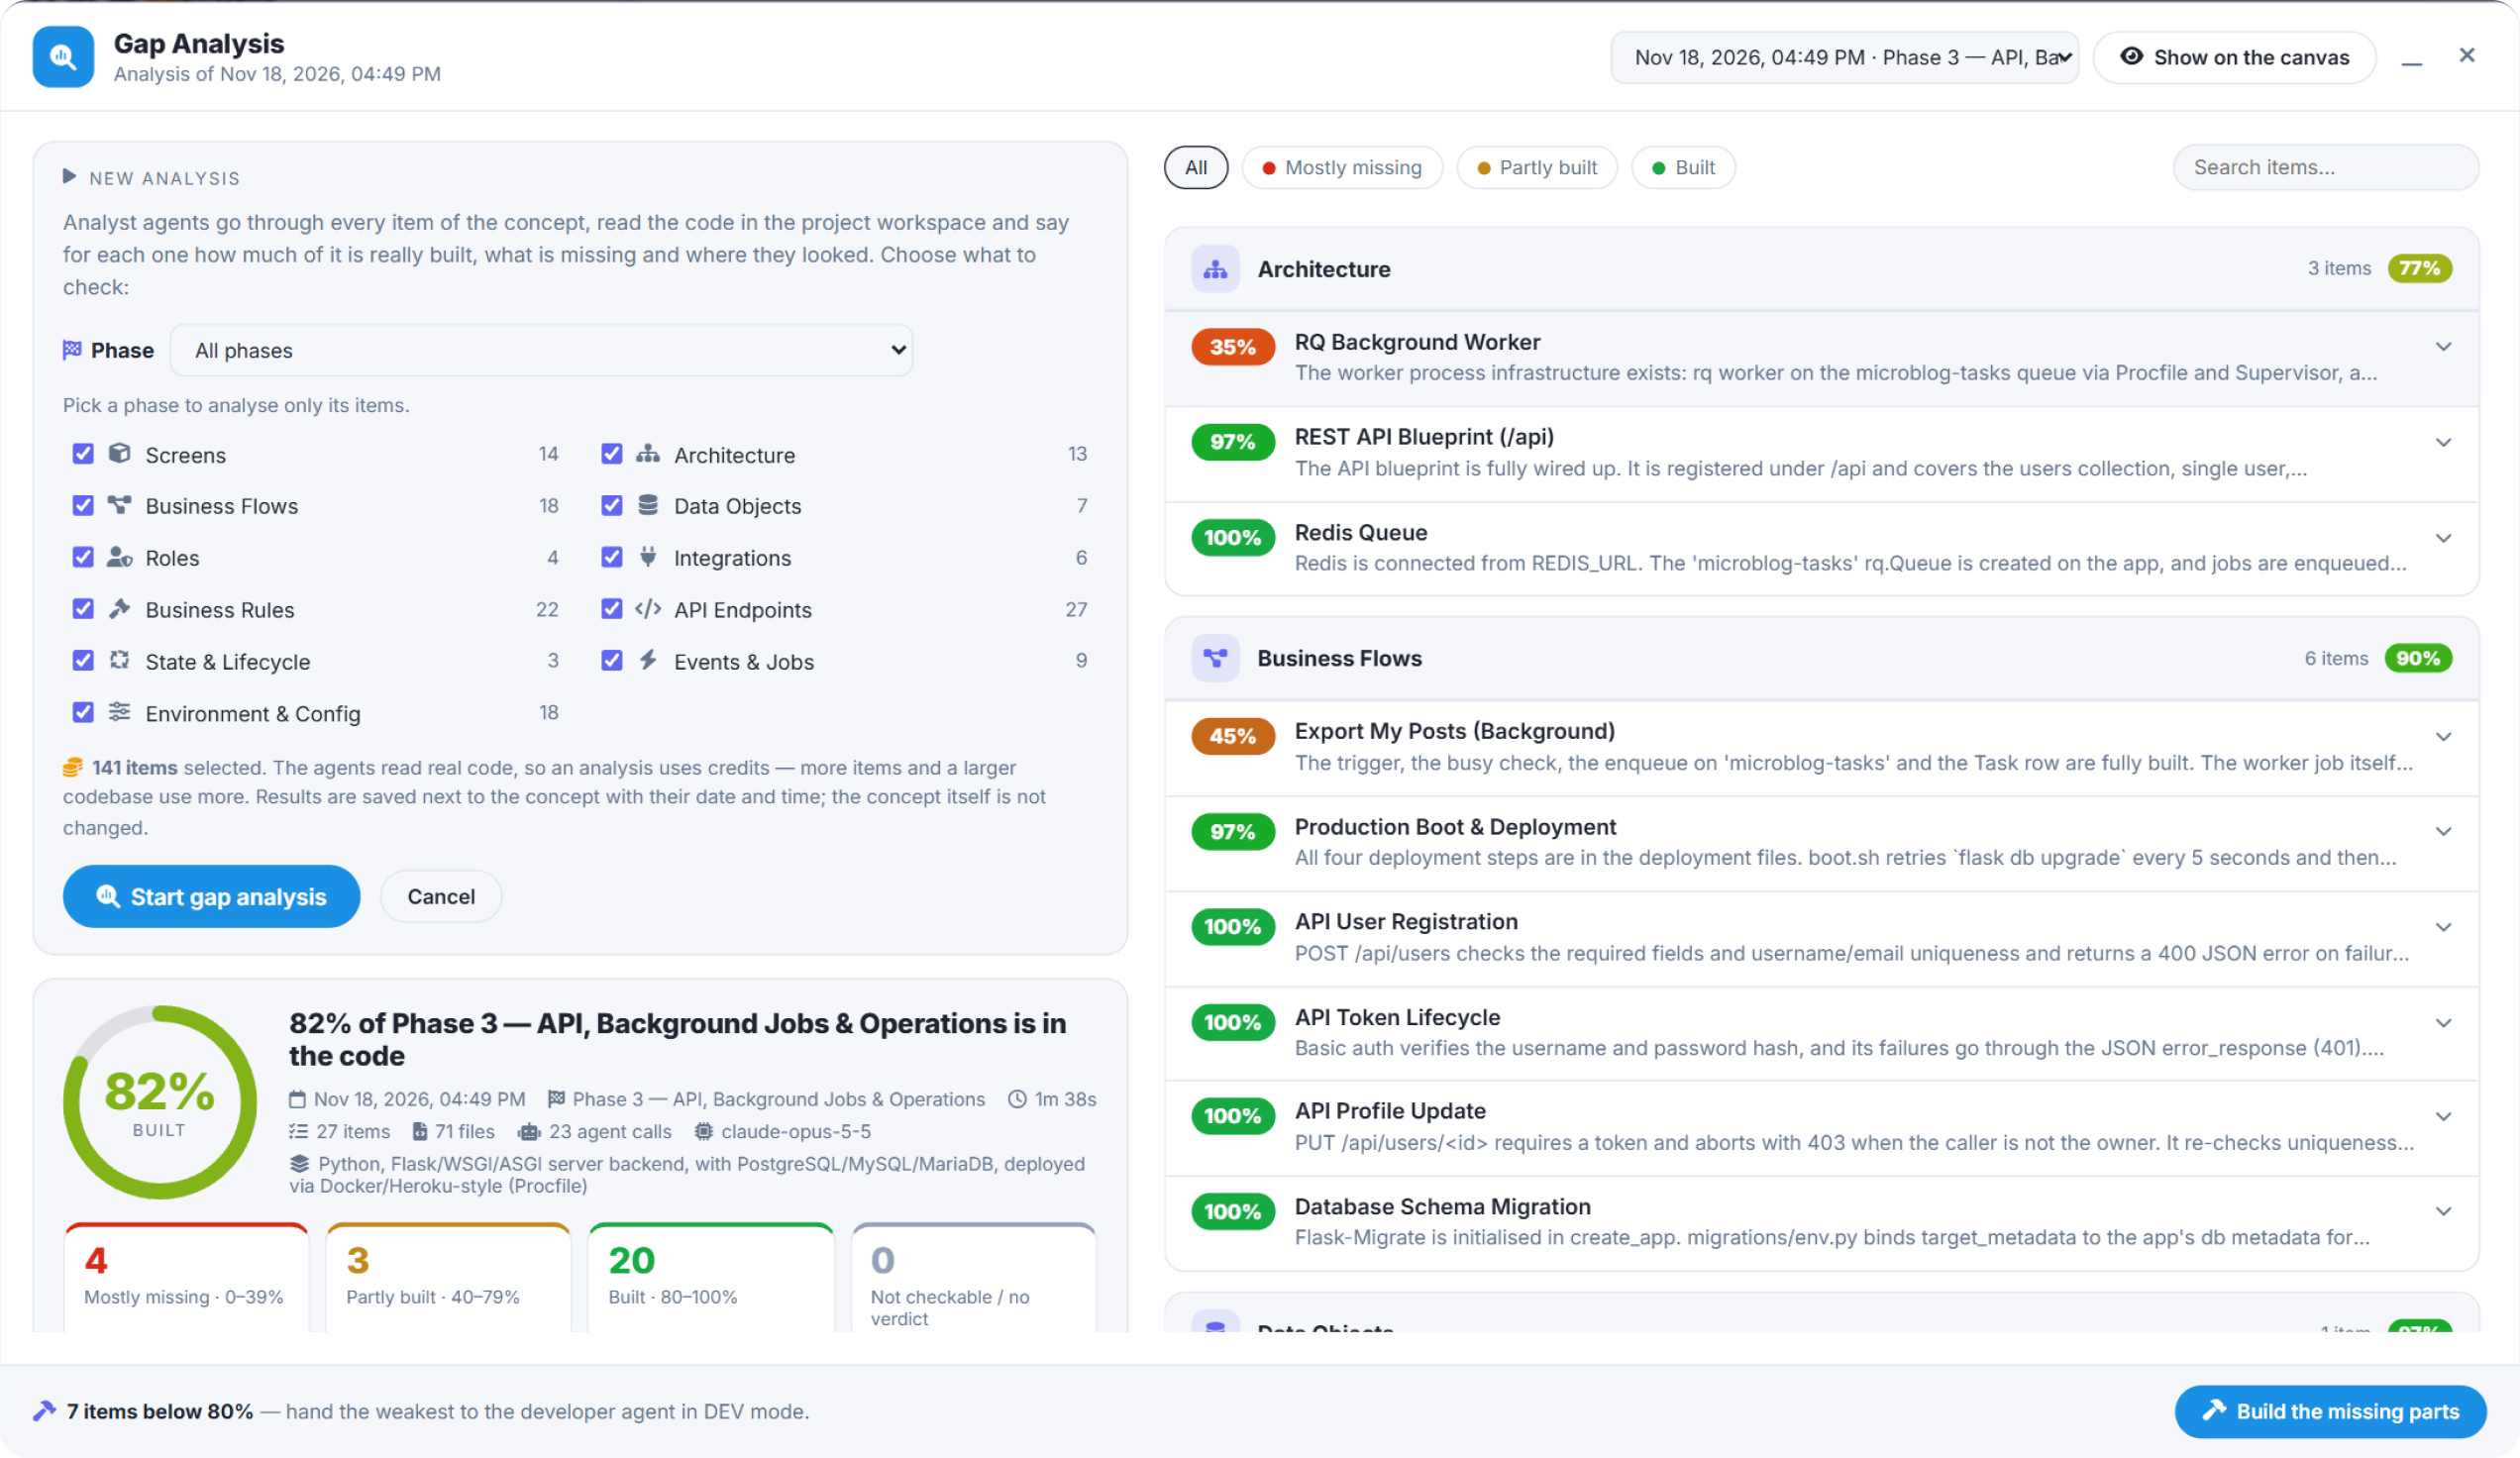 Gap Analysis
Analysis of Nov 18, 2026, 04:49 PM
Nov 18, 2026, 04:49 PM · Phase 3 — API, Ba
Show on the canvas
NEW ANALYSIS
Analyst agents go through every item of the concept, read the code in the project workspace and say
for each one how much of it is really built, what is missing and where they looked. Choose what to
check:
Phase
All phases
Pick a phase to analyse only its items.
Screens 14
Architecture 13
Business Flows 18
Data Objects 7
Roles 4
Integrations 6
Business Rules 22
API Endpoints 27
State & Lifecycle 3
Events & Jobs 9
Environment & Config 18
141 items selected. The agents read real code, so an analysis uses credits — more items and a larger
codebase use more. Results are saved next to the concept with their date and time; the concept itself is not
changed.
Start gap analysis
Cancel
82%
BUILT
82% of Phase 3 — API, Background Jobs & Operations is in
the code
Nov 18, 2026, 04:49 PM Phase 3 — API, Background Jobs & Operations 1m 38s
27 items 71 files 23 agent calls claude-opus-5-5
Python, Flask/WSGI/ASGI server backend, with PostgreSQL/MySQL/MariaDB, deployed
via Docker/Heroku-style (Procfile)
4
Mostly missing · 0–39%
3
Partly built · 40–79%
20
Built · 80–100%
0
Not checkable / no
verdict
All
Mostly missing
Partly built
Built
Search items...
Architecture
3 items 77%
35%
RQ Background Worker
The worker process infrastructure exists: rq worker on the microblog-tasks queue via Procfile and Supervisor, a...
97%
REST API Blueprint (/api)
The API blueprint is fully wired up. It is registered under /api and covers the users collection, single user,...
100%
Redis Queue
Redis is connected from REDIS_URL. The 'microblog-tasks' rq.Queue is created on the app, and jobs are enqueued...
Business Flows
6 items 90%
45%
Export My Posts (Background)
The trigger, the busy check, the enqueue on 'microblog-tasks' and the Task row are fully built. The worker job itself...
97%
Production Boot & Deployment
All four deployment steps are in the deployment files. boot.sh retries `flask db upgrade` every 5 seconds and then...
100%
API User Registration
POST /api/users checks the required fields and username/email uniqueness and returns a 400 JSON error on failur...
100%
API Token Lifecycle
Basic auth verifies the username and password hash, and its failures go through the JSON error_response (401)....
100%
API Profile Update
PUT /api/users/<id> requires a token and aborts with 403 when the caller is not the owner. It re-checks uniqueness...
100%
Database Schema Migration
Flask-Migrate is initialised in create_app. migrations/env.py binds target_metadata to the app's db metadata for...
Data Objects
1 item 97%
7 items below 80% — hand the weakest to the developer agent in DEV mode.
Build the missing parts